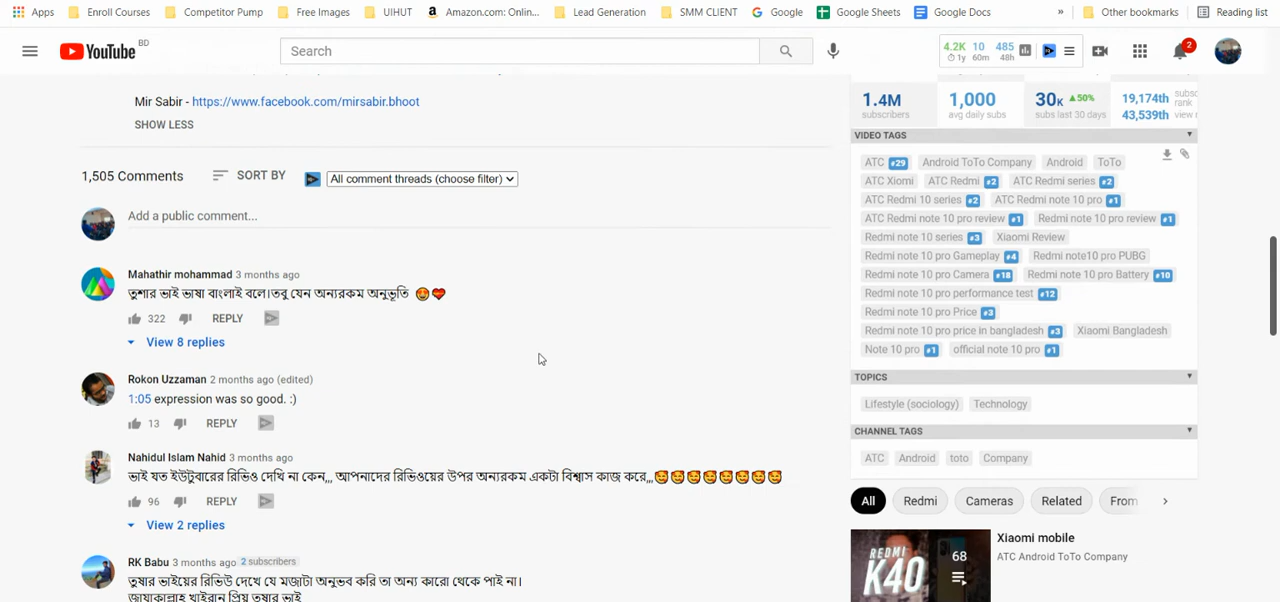 Apps
Enroll Courses
Competitor Pump
Free Images
UIHUT
Amazon.com: Onlin...
Lead Generation
SMM CLIENT
Google
Google Sheets
Google Docs
»
Other bookmarks
Reading list
YouTube BD
Search
4.2K 10 485
1y 60m 48h
2
Mir Sabir - https://www.facebook.com/mirsabir.bhoot
SHOW LESS
1,505 Comments
SORT BY
All comment threads (choose filter)
Add a public comment...
Mahathir mohammad 3 months ago
তুশার ভাই ভাষা বাংলাই বলে।তবু যেন অন্যরকম অনুভূতি 🤩💝
322 REPLY
View 8 replies
Rokon Uzzaman 2 months ago (edited)
1:05 expression was so good. :)
13 REPLY
Nahidul Islam Nahid 3 months ago
ভাই যত ইউটুবারের রিভিও দেখি না কেন,,, আপনাদের রিভিওয়ের উপর অন্যরকম একটা বিশ্বাস কাজ করে,,,🥰🥰🥰🥰🥰🥰🥰🥰
96 REPLY
View 2 replies
RK Babu 3 months ago 2 subscribers
তুষার ভাইয়ের রিভিউ দেখে যে মজাটা অনুভব করি তা অন্য কারো থেকে পাই না।
জাযাকাল্লাহ খাইরান প্রিয় তুষার ভাই
1.4M
subscribers
1,000
avg daily subs
30K ▲50%
subs last 30 days
19,174th subsc rank
43,539th view r
VIDEO TAGS
ATC #29 Android ToTo Company Android ToTo
ATC Xiomi ATC Redmi #2 ATC Redmi series #2
ATC Redmi 10 series #2 ATC Redmi note 10 pro #1
ATC Redmi note 10 pro review #1 Redmi note 10 pro review #1
Redmi note 10 series #3 Xiaomi Review
Redmi note 10 pro Gameplay #4 Redmi note10 pro PUBG
Redmi note 10 pro Camera #18 Redmi note 10 pro Battery #10
Redmi note 10 pro performance test #12
Redmi note 10 pro Price #3
Redmi note 10 pro price in bangladesh #3 Xiaomi Bangladesh
Note 10 pro #1 official note 10 pro #1
TOPICS
Lifestyle (sociology) Technology
CHANNEL TAGS
ATC Android toto Company
All Redmi Cameras Related From
REDMI
K40
68
Xiaomi mobile
ATC Android ToTo Company